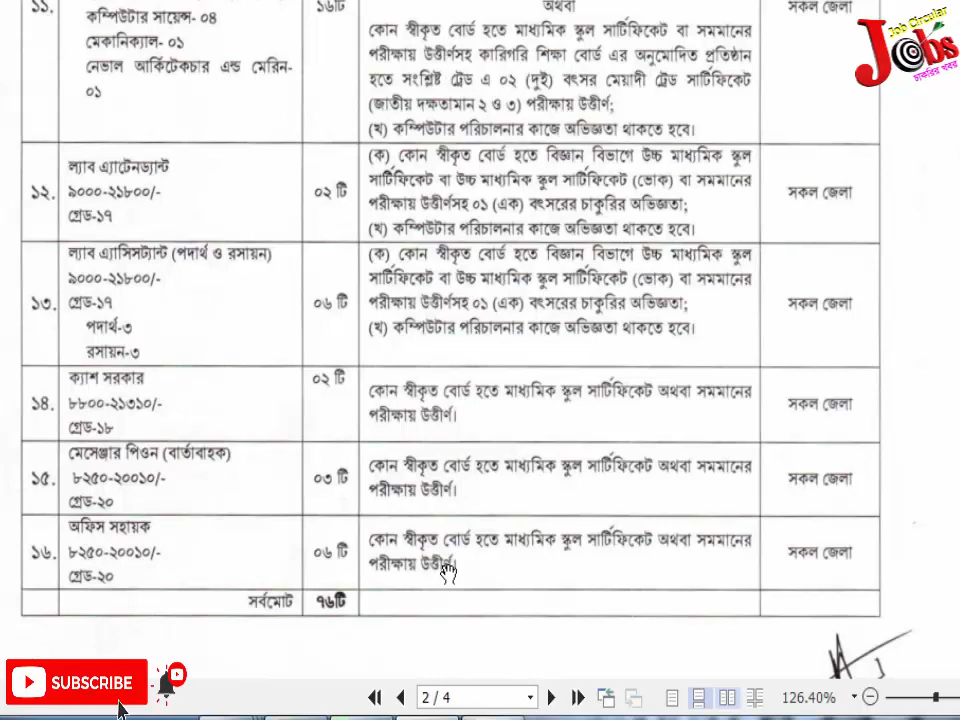 ১১.
কম্পিউটার সায়েন্স- ০৪
মেকানিক্যাল- ০১
নেভাল আর্কিটেকচার এন্ড মেরিন-
০১
১৬টি
অথবা
কোন স্বীকৃত বোর্ড হতে মাধ্যমিক স্কুল সার্টিফিকেট বা সমমানের
পরীক্ষায় উত্তীর্ণসহ কারিগরি শিক্ষা বোর্ড এর অনুমোদিত প্রতিষ্ঠান
হতে সংশ্লিষ্ট ট্রেড এ ০২ (দুই) বৎসর মেয়াদী ট্রেড সার্টিফিকেট
(জাতীয় দক্ষতামান ২ ও ৩) পরীক্ষায় উত্তীর্ণ;
(খ) কম্পিউটার পরিচালনার কাজে অভিজ্ঞতা থাকতে হবে।
সকল জেলা
Job Circular
Jobs
চাকরির খবর
১২.
ল্যাব এ্যাটেনড্যান্ট
৯০০০-২১৮০০/-
গ্রেড-১৭
০২ টি
(ক) কোন স্বীকৃত বোর্ড হতে বিজ্ঞান বিভাগে উচ্চ মাধ্যমিক স্কুল
সার্টিফিকেট বা উচ্চ মাধ্যমিক স্কুল সার্টিফিকেট (ভোক) বা সমমানের
পরীক্ষায় উত্তীর্ণসহ ০১ (এক) বৎসরের চাকুরির অভিজ্ঞতা;
(খ) কম্পিউটার পরিচালনার কাজে অভিজ্ঞতা থাকতে হবে।
সকল জেলা
১৩.
ল্যাব এ্যাসিসট্যান্ট (পদার্থ ও রসায়ন)
৯০০০-২১৮০০/-
গ্রেড-১৭
পদার্থ-৩
রসায়ন-৩
০৬ টি
(ক) কোন স্বীকৃত বোর্ড হতে বিজ্ঞান বিভাগে উচ্চ মাধ্যমিক স্কুল
সার্টিফিকেট বা উচ্চ মাধ্যমিক স্কুল সার্টিফিকেট (ভোক) বা সমমানের
পরীক্ষায় উত্তীর্ণসহ ০১ (এক) বৎসরের চাকুরির অভিজ্ঞতা;
(খ) কম্পিউটার পরিচালনার কাজে অভিজ্ঞতা থাকতে হবে।
সকল জেলা
১৪.
ক্যাশ সরকার
৮৮০০-২১৩১০/-
গ্রেড-১৮
০২ টি
কোন স্বীকৃত বোর্ড হতে মাধ্যমিক স্কুল সার্টিফিকেট অথবা সমমানের
পরীক্ষায় উত্তীর্ণ।
সকল জেলা
১৫.
মেসেঞ্জার পিওন (বার্তাবাহক)
৮২৫০-২০০১০/-
গ্রেড-২০
০৩ টি
কোন স্বীকৃত বোর্ড হতে মাধ্যমিক স্কুল সার্টিফিকেট অথবা সমমানের
পরীক্ষায় উত্তীর্ণ।
সকল জেলা
১৬.
অফিস সহায়ক
৮২৫০-২০০১০/-
গ্রেড-২০
০৬ টি
কোন স্বীকৃত বোর্ড হতে মাধ্যমিক স্কুল সার্টিফিকেট অথবা সমমানের
পরীক্ষায় উত্তীর্ণ।
সকল জেলা
সর্বমোট
৭৬টি
SUBSCRIBE
2 / 4
126.40%